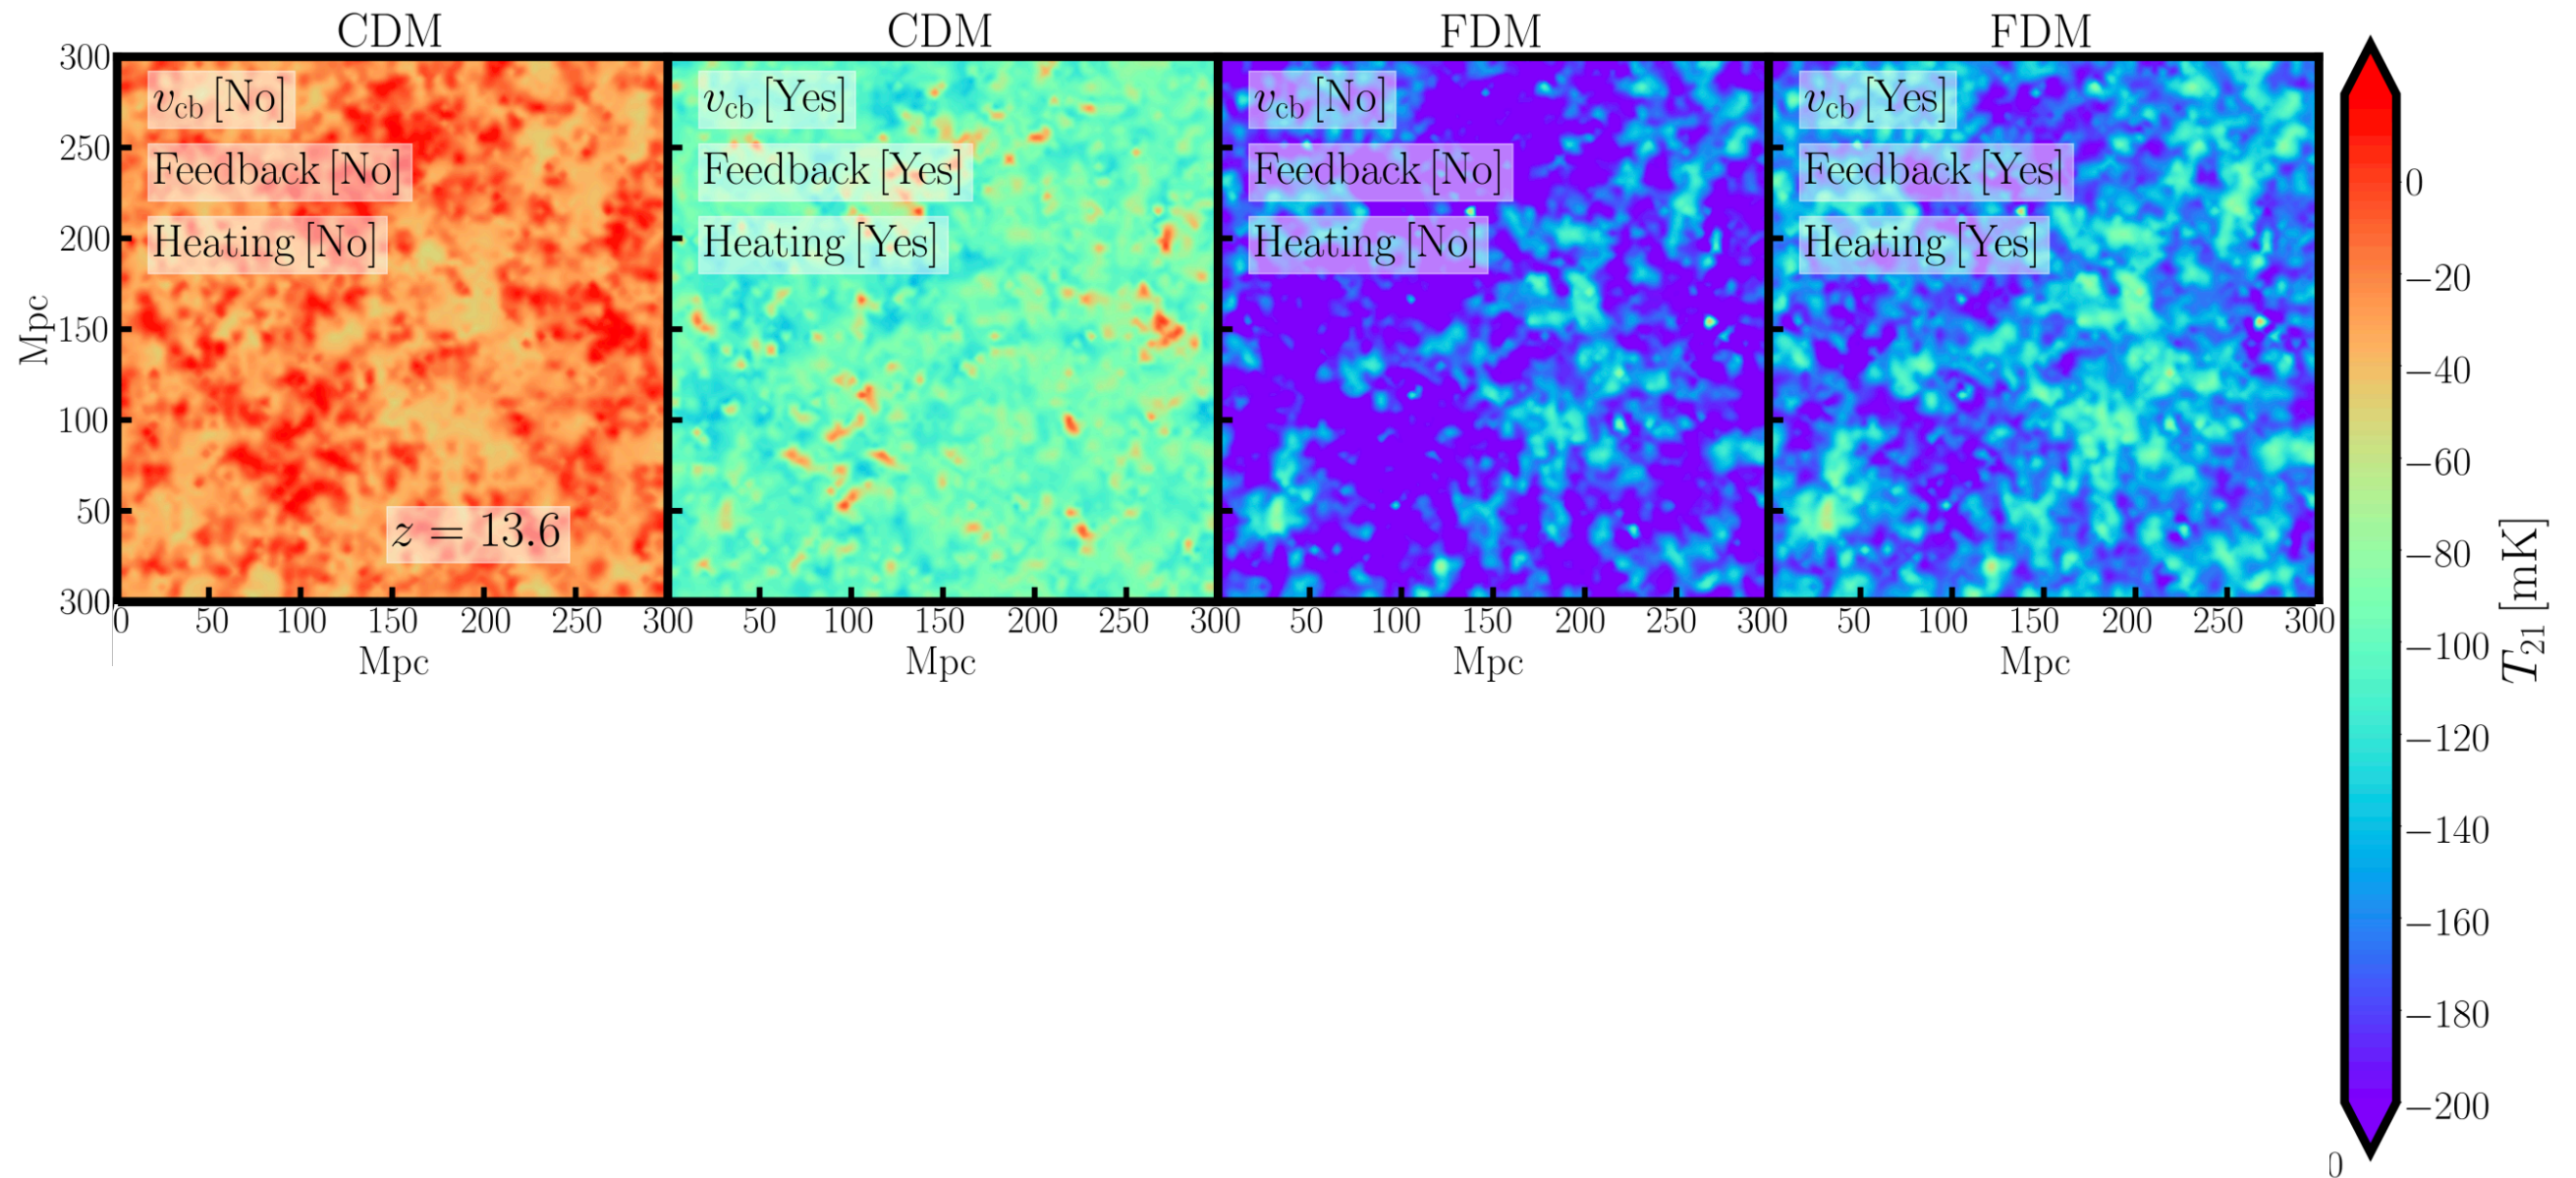 CDM CDM FDM FDM
300
250
200
150
100
50
300
Mpc
v_cb [No]
Feedback [No]
Heating [No]
z = 13.6
v_cb [Yes]
Feedback [Yes]
Heating [Yes]
v_cb [No]
Feedback [No]
Heating [No]
v_cb [Yes]
Feedback [Yes]
Heating [Yes]
0 50 100 150 200 250 300 50 100 150 200 250 300 50 100 150 200 250 300 50 100 150 200 250 300
Mpc Mpc Mpc Mpc
0
−20
−40
−60
−80
−100
−120
−140
−160
−180
−200
T_21 [mK]
0